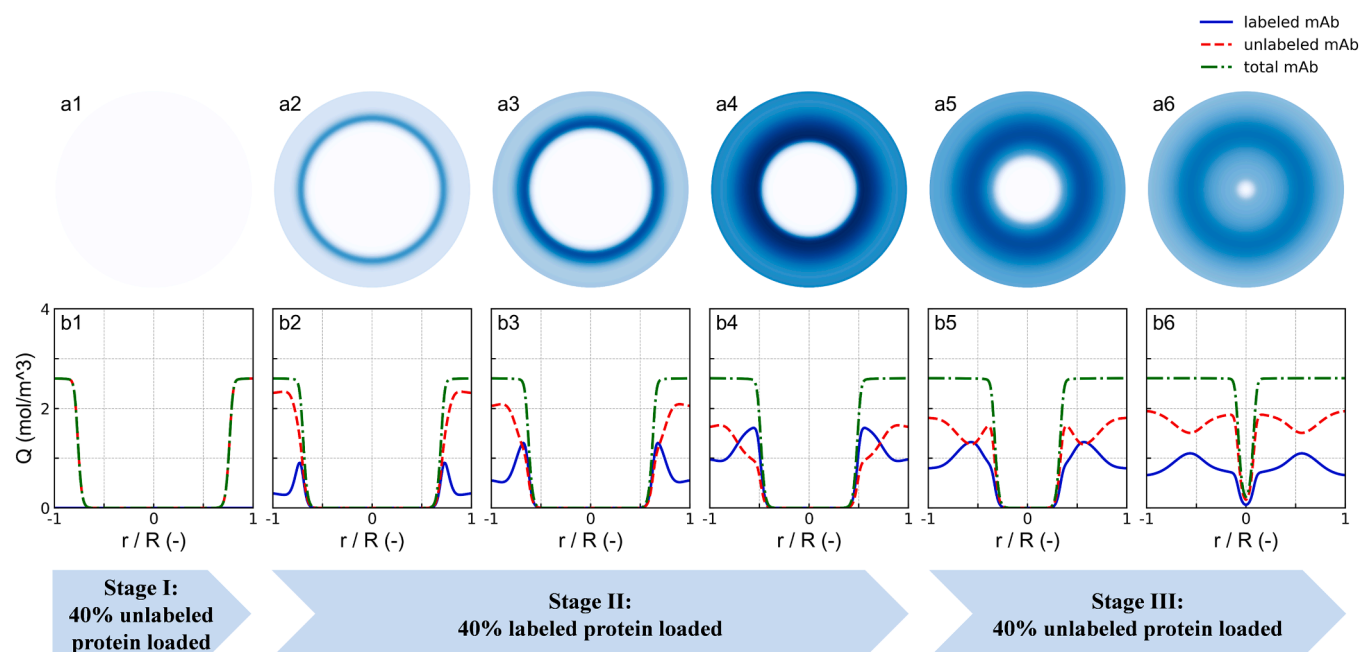 labeled mAb
unlabeled mAb
total mAb
a1
a2
a3
a4
a5
a6
b1
b2
b3
b4
b5
b6
4
2
0
Q (mol/m^3)
-1
0
1
-1
0
1
-1
0
1
-1
0
1
-1
0
1
-1
0
1
r / R (-)
r / R (-)
r / R (-)
r / R (-)
r / R (-)
r / R (-)
Stage I:
40% unlabeled
protein loaded
Stage II:
40% labeled protein loaded
Stage III:
40% unlabeled protein loaded